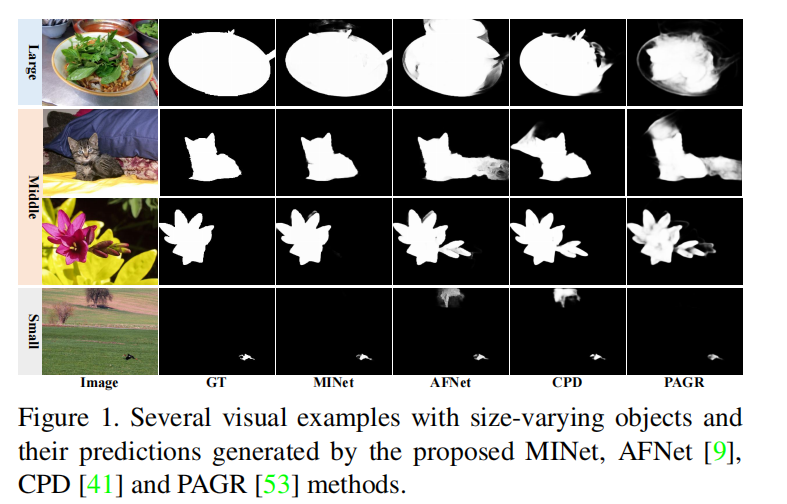 Large
Middle
Small
Image GT MINet AFNet CPD PAGR
Figure 1. Several visual examples with size-varying objects and
their predictions generated by the proposed MINet, AFNet [9],
CPD [41] and PAGR [53] methods.